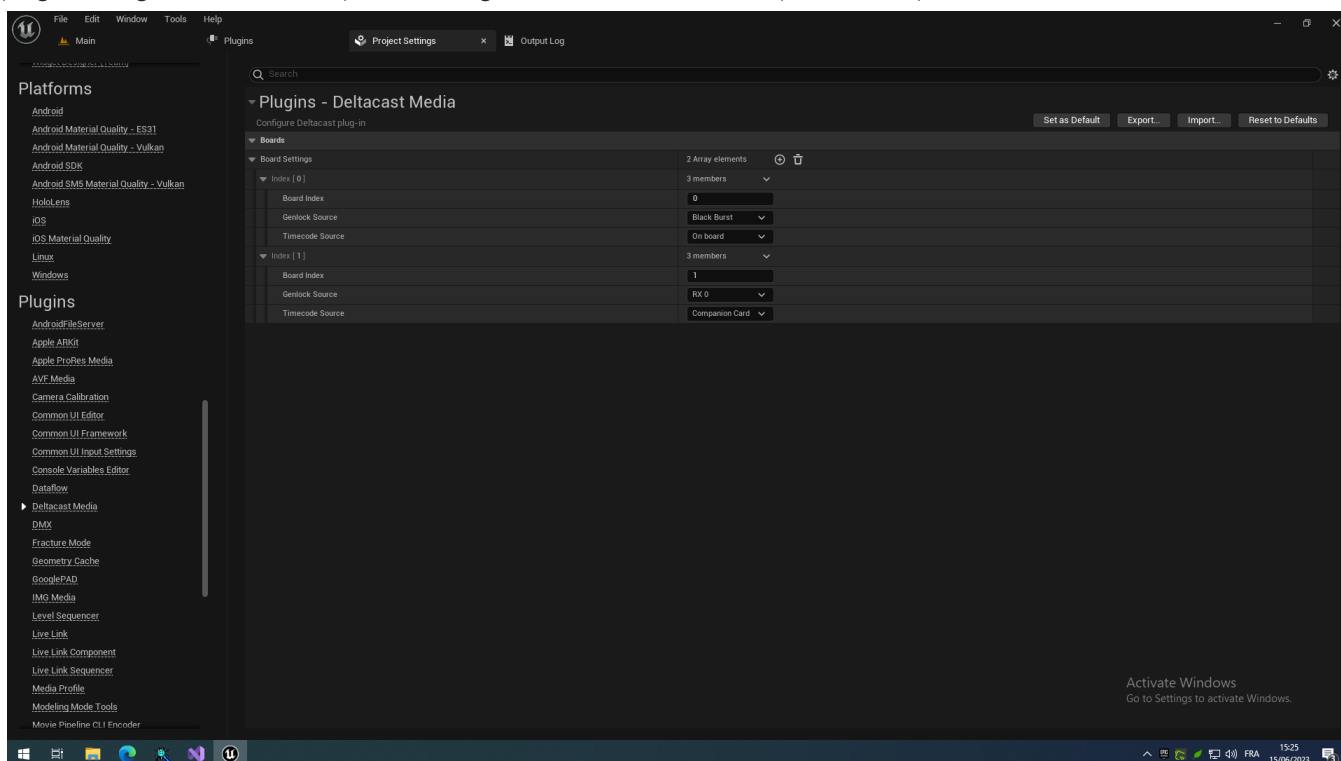 File Edit Window Tools Help
Main
Plugins
Project Settings
Output Log
Search
Platforms
Android
Android Material Quality - ES31
Android Material Quality - Vulkan
Android SDK
Android SM5 Material Quality - Vulkan
HoloLens
iOS
iOS Material Quality
Linux
Windows
Plugins
AndroidFileServer
Apple ARKit
Apple ProRes Media
AVF Media
Camera Calibration
Common UI Editor
Common UI Framework
Common UI Input Settings
Console Variables Editor
Dataflow
Deltacast Media
DMX
Fracture Mode
Geometry Cache
GooglePAD
IMG Media
Level Sequencer
Live Link
Live Link Component
Live Link Sequencer
Media Profile
Modeling Mode Tools
Movie Pipeline CLI Encoder
Plugins - Deltacast Media
Configure Deltacast plug-in
Set as Default Export... Import... Reset to Defaults
Boards
Board Settings 2 Array elements
Index [ 0 ] 3 members
Board Index 0
Genlock Source Black Burst
Timecode Source On board
Index [ 1 ] 3 members
Board Index 1
Genlock Source RX 0
Timecode Source Companion Card
Activate Windows
Go to Settings to activate Windows.
FRA
15:25
15/06/2023